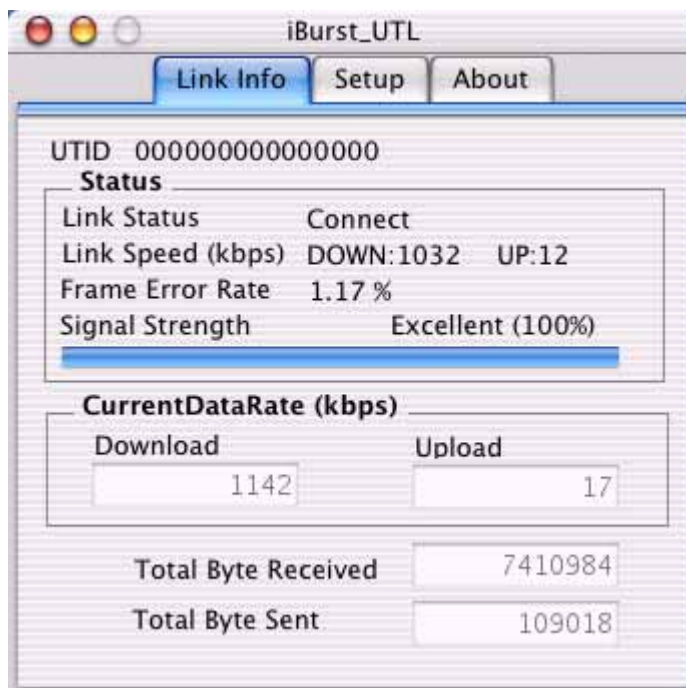 iBurst_UTL
Link Info Setup About
UTID 000000000000000
Status
Link Status Connect
Link Speed (kbps) DOWN:1032 UP:12
Frame Error Rate 1.17 %
Signal Strength Excellent (100%)
CurrentDataRate (kbps)
Download Upload
1142 17
Total Byte Received 7410984
Total Byte Sent 109018